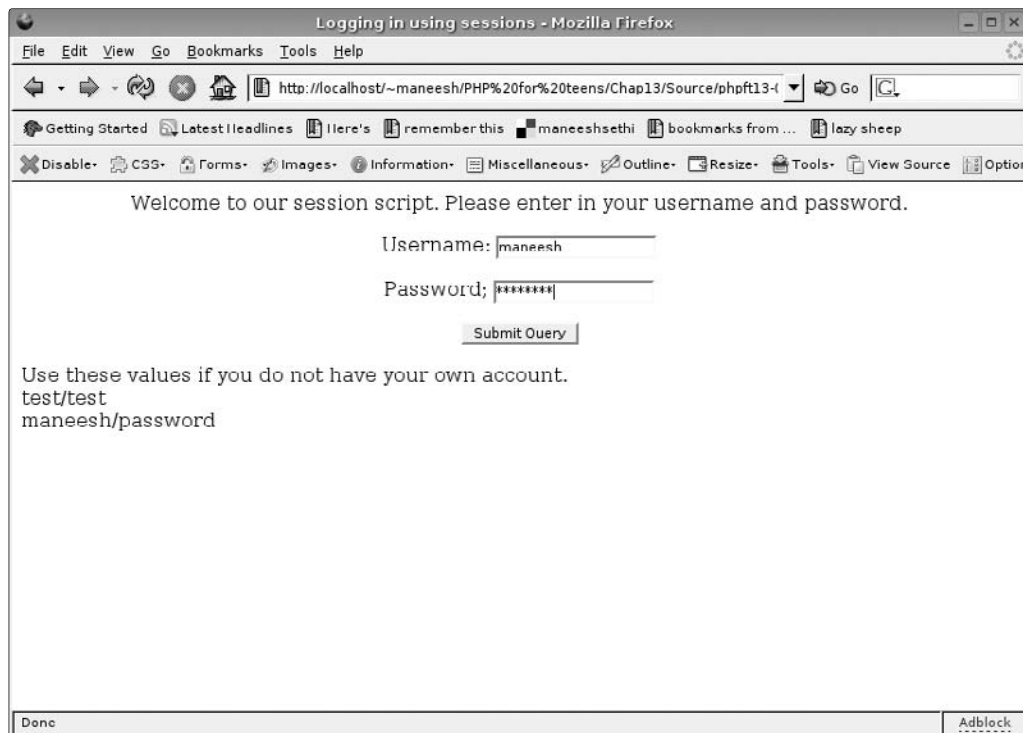 Logging in using sessions - Mozilla Firefox
File Edit View Go Bookmarks Tools Help
http://localhost/~maneesh/PHP%20for%20teens/Chap13/Source/phpft13-( Go G
Getting Started Latest Headlines Here's remember this maneeshsethi bookmarks from ... lazy sheep
Disable CSS Forms Images Information Miscellaneous Outline Resize Tools View Source Option
Welcome to our session script. Please enter in your username and password.
Username: maneesh
Password; ********
Submit Query
Use these values if you do not have your own account.
test/test
maneesh/password
Done Adblock